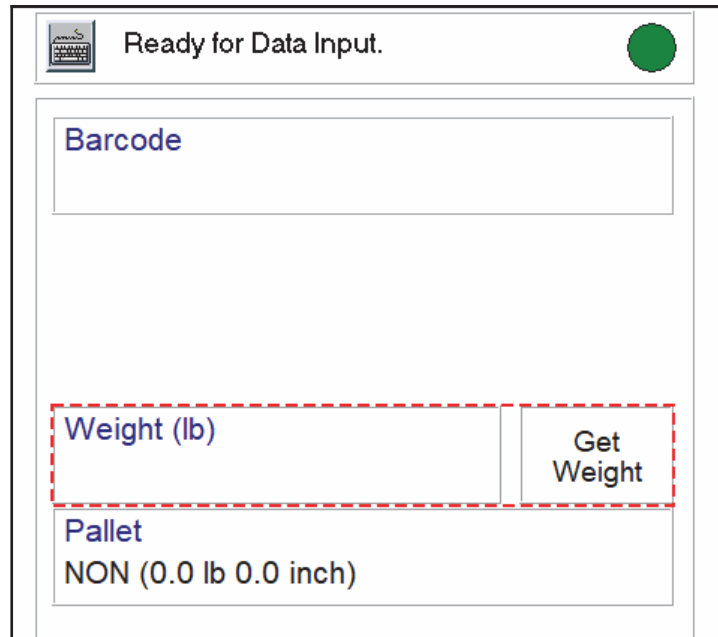 Ready for Data Input.
Barcode
Weight (lb)
Get
Weight
Pallet
NON (0.0 lb 0.0 inch)